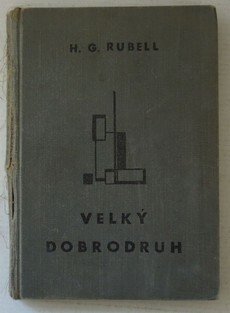 H. G. RUBELL
VELKÝ
DOBRODRUH